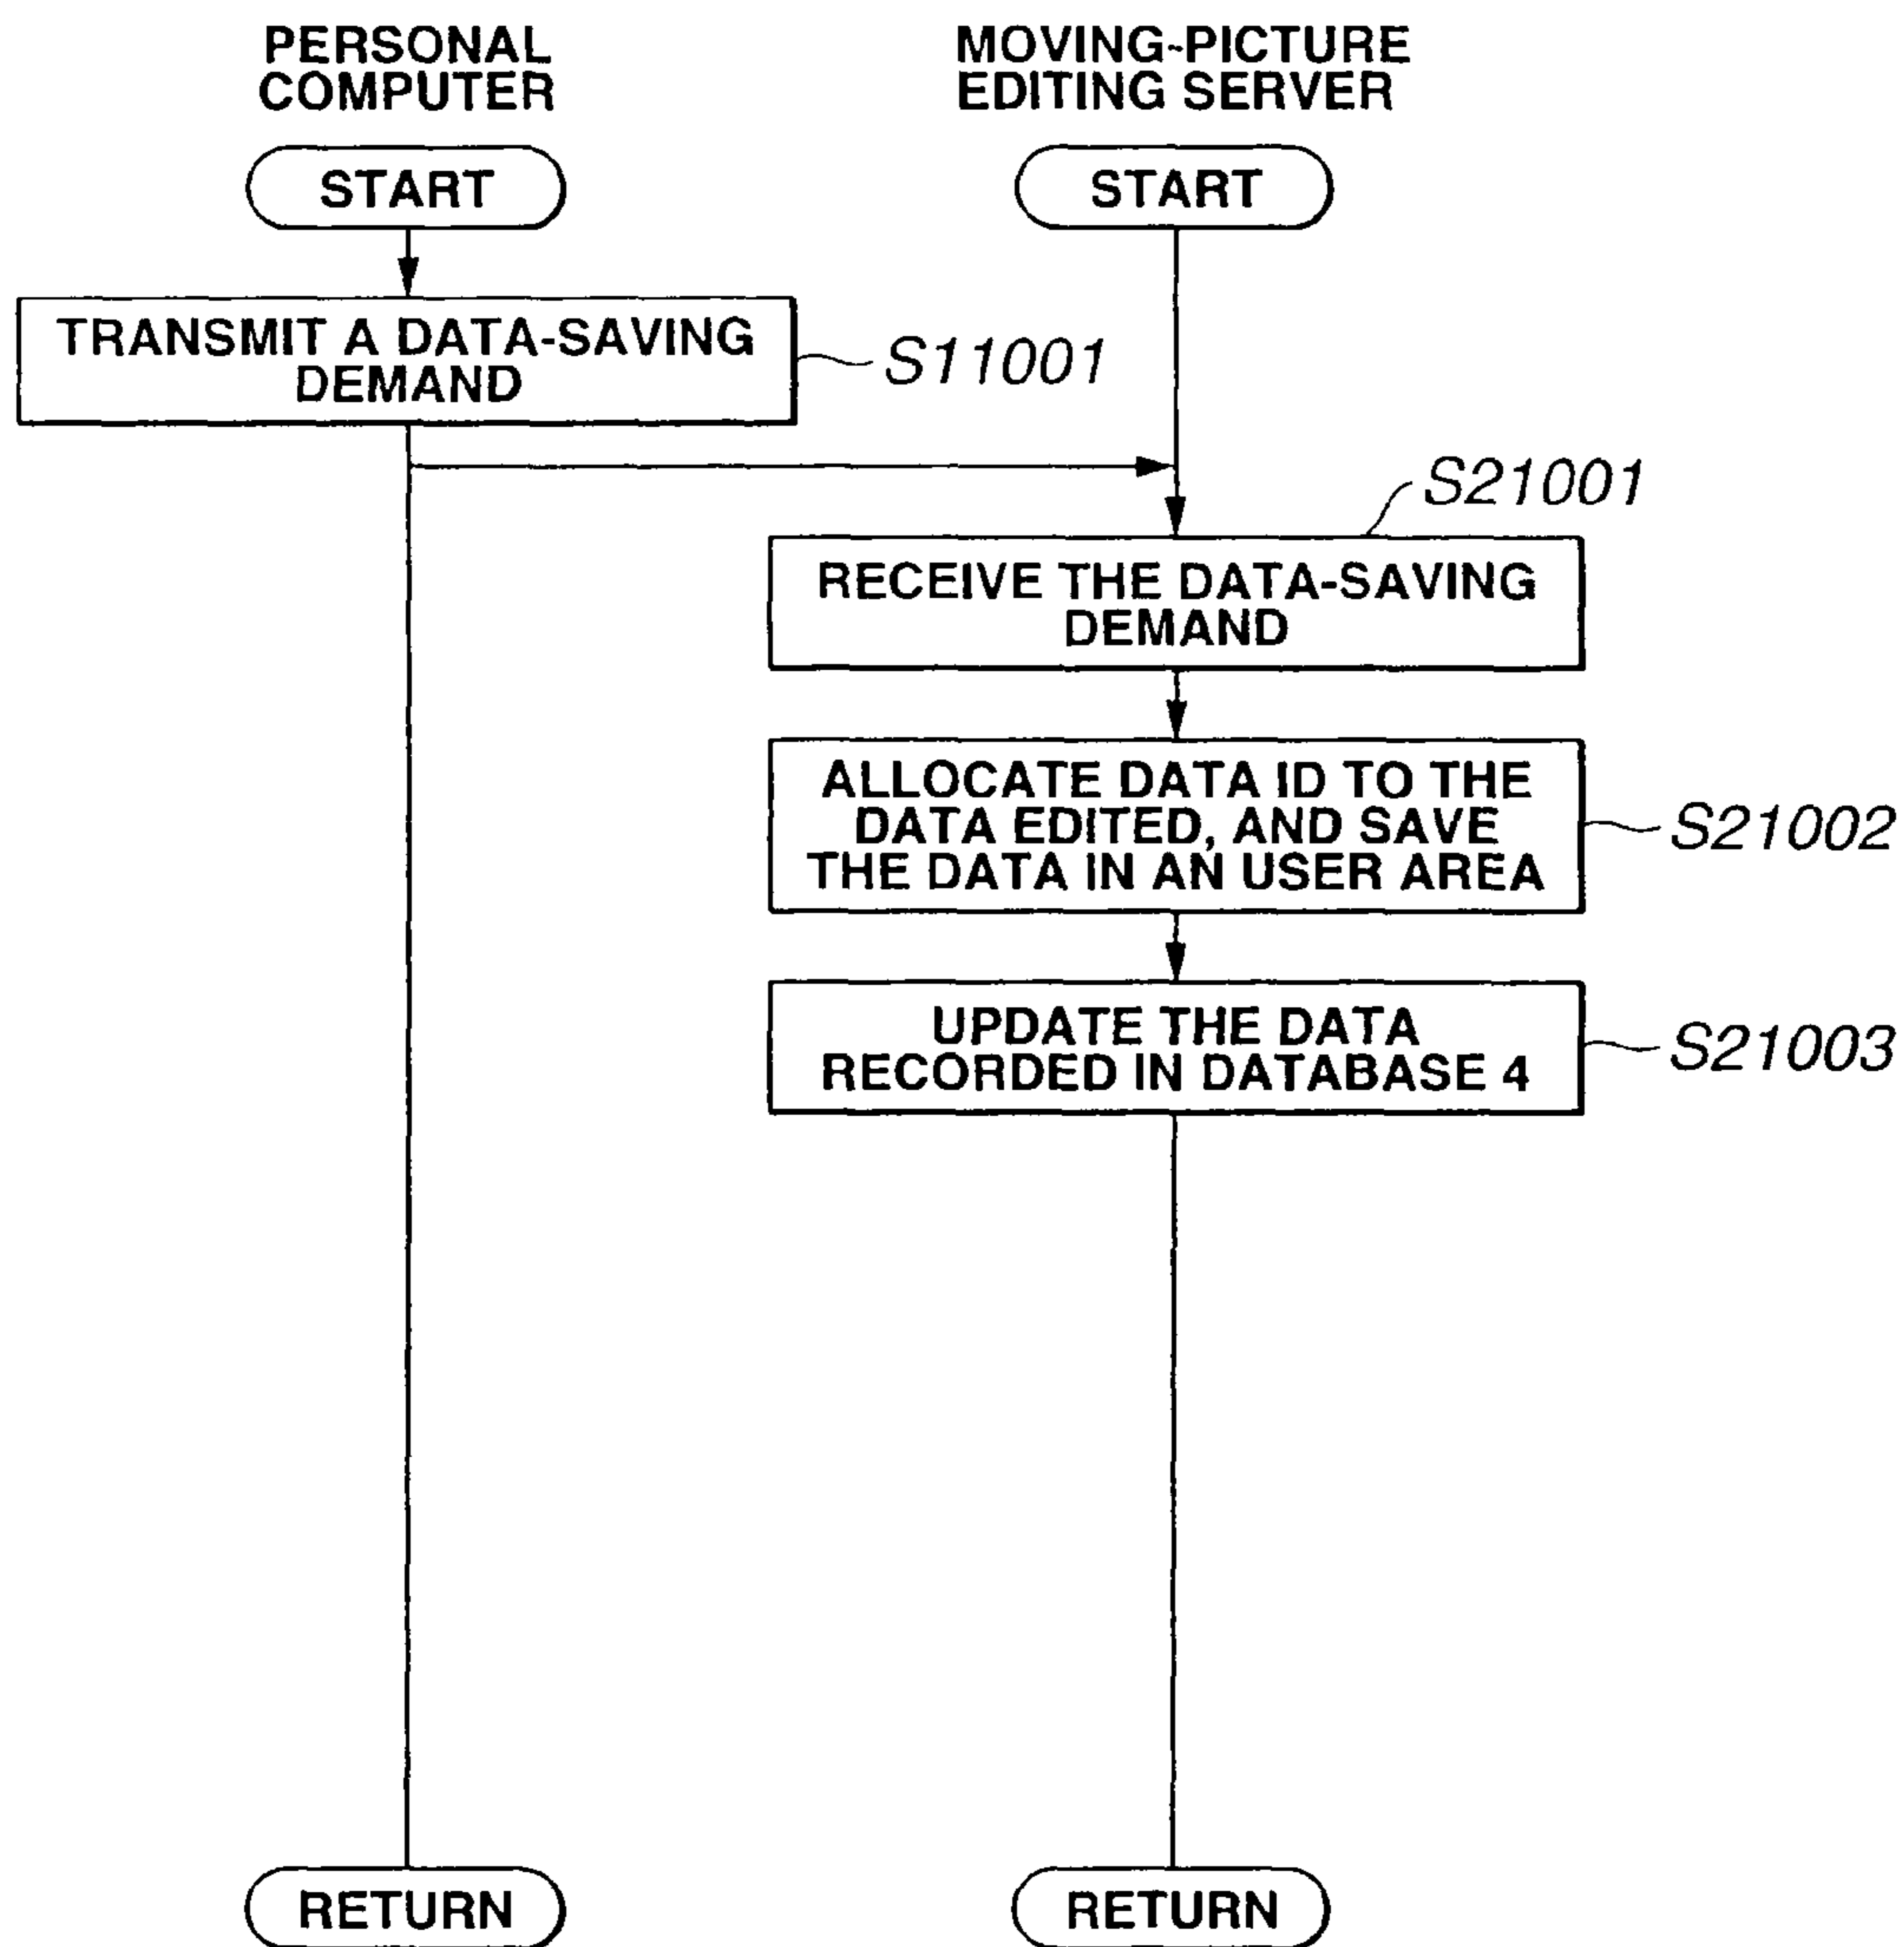 PERSONAL
COMPUTER
MOVING-PICTURE
EDITING SERVER
START
START
TRANSMIT A DATA-SAVING
DEMAND
S11001
S21001
RECEIVE THE DATA-SAVING
DEMAND
ALLOCATE DATA ID TO THE
DATA EDITED, AND SAVE
THE DATA IN AN USER AREA
S21002
UPDATE THE DATA
RECORDED IN DATABASE 4
S21003
RETURN
RETURN